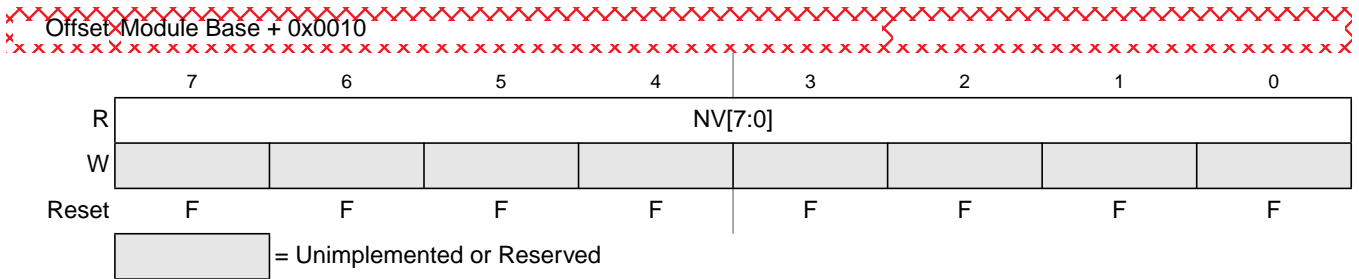 Offset Module Base + 0x0010
7 6 5 4 3 2 1 0
R NV[7:0]
W
Reset F F F F F F F F
= Unimplemented or Reserved